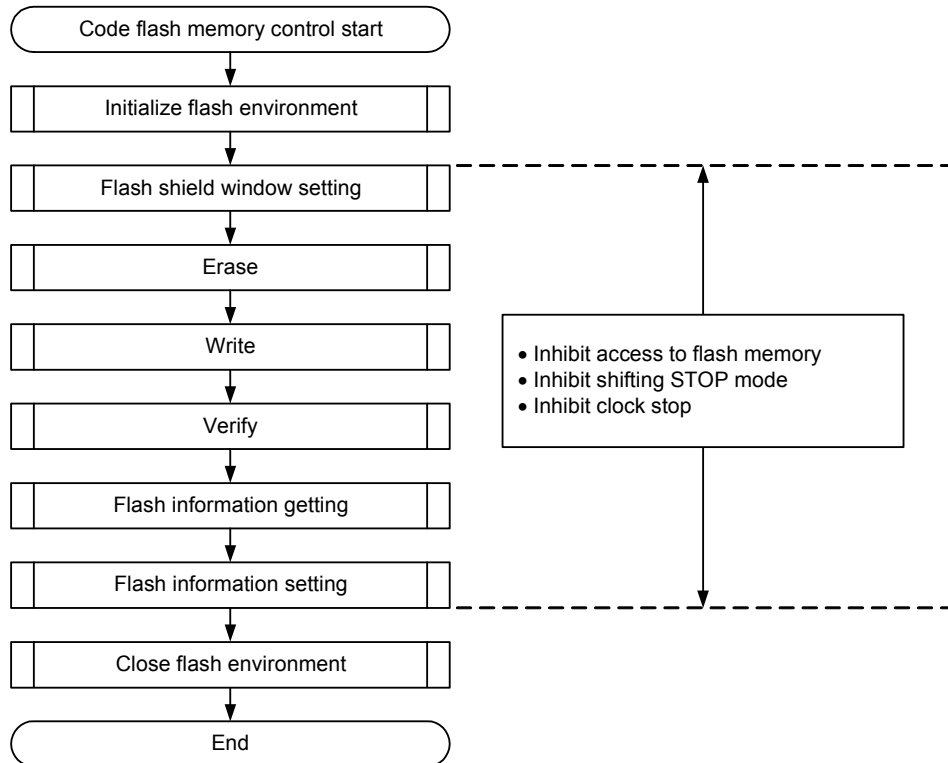 Code flash memory control start
Initialize flash environment
Flash shield window setting
Erase
Write
Verify
Flash information getting
Flash information setting
Close flash environment
End
• Inhibit access to flash memory
• Inhibit shifting STOP mode
• Inhibit clock stop